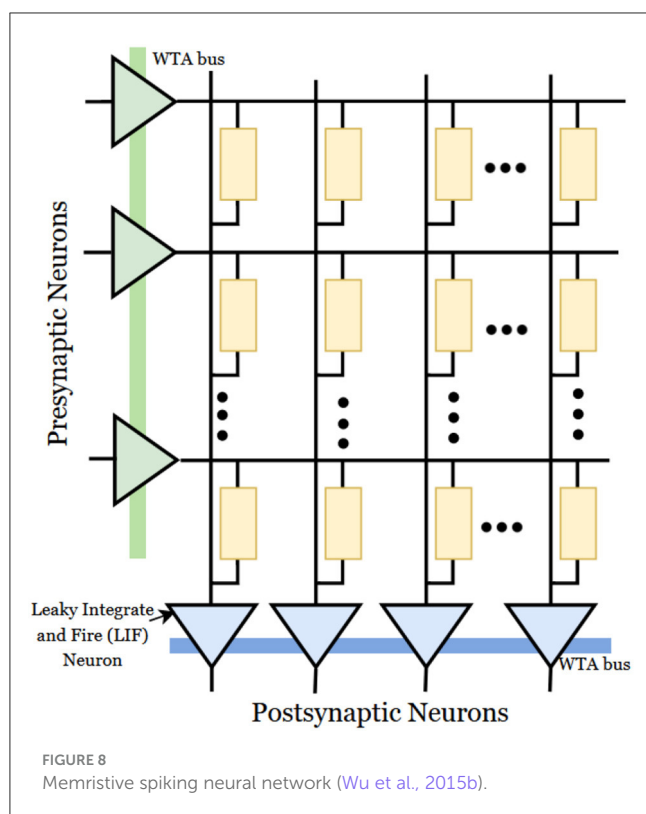 WTA bus
Presynaptic Neurons
Leaky Integrate
and Fire (LIF)
Neuron
WTA bus
Postsynaptic Neurons
FIGURE 8
Memristive spiking neural network (Wu et al., 2015b).